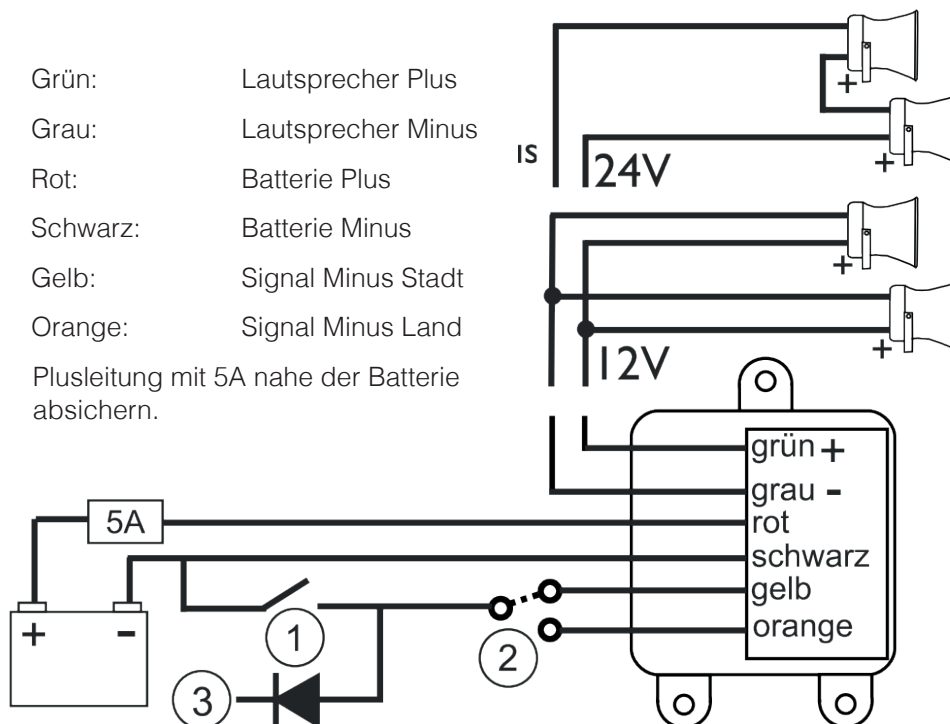 Grün: Lautsprecher Plus
Grau: Lautsprecher Minus
Rot: Batterie Plus
Schwarz: Batterie Minus
Gelb: Signal Minus Stadt
Orange: Signal Minus Land
Plusleitung mit 5A nahe der Batterie
absichern.
+
+
ıs
24V
+
+
12V
grün +
grau -
rot
schwarz
gelb
orange
5A
+ -
1
2
3